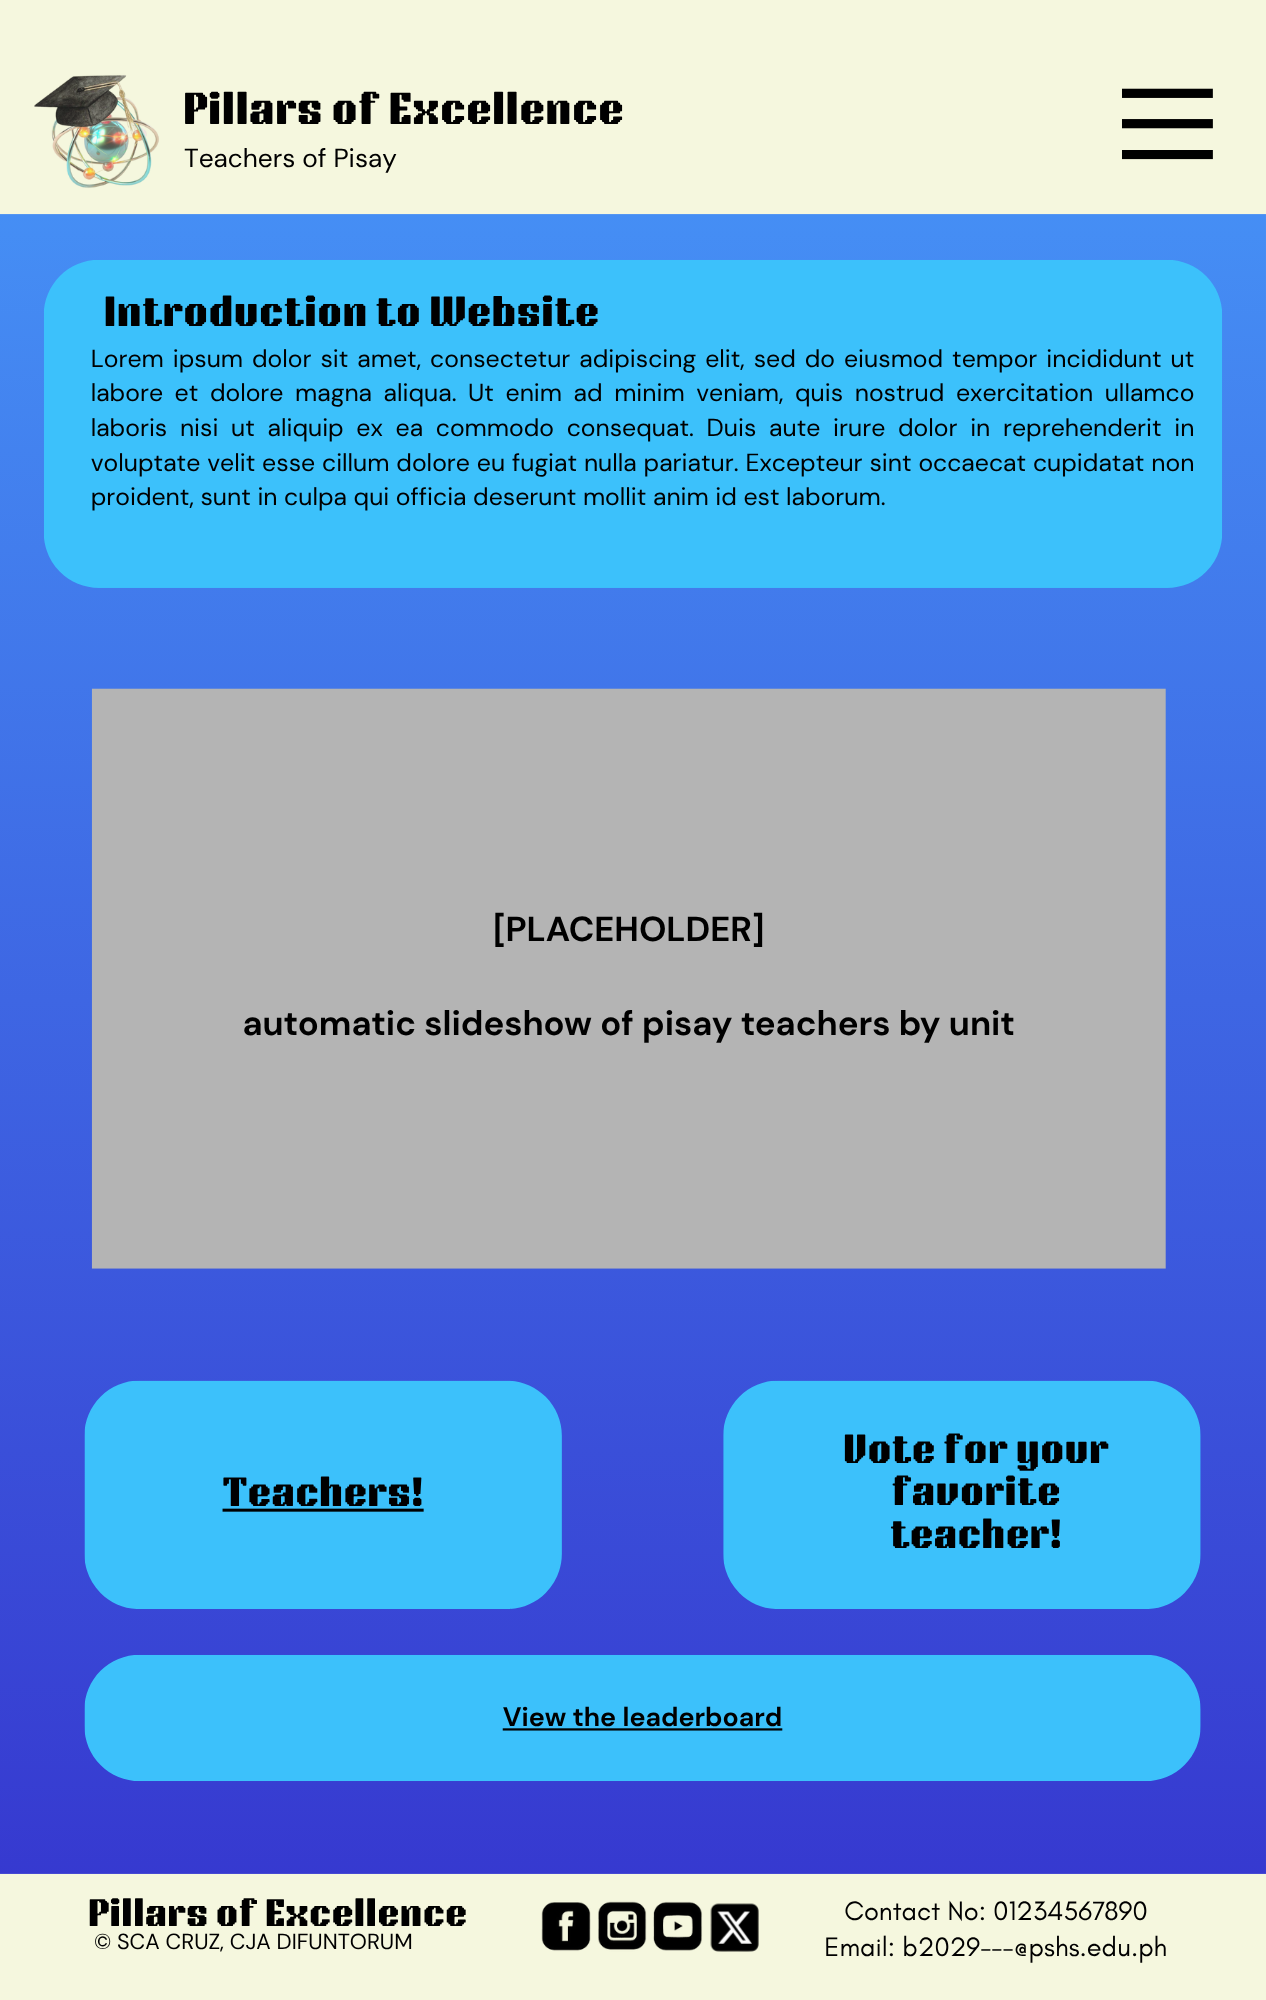 Pillars of Excellence
Teachers of Pisay
Introduction to Website
Lorem ipsum dolor sit amet, consectetur adipiscing elit, sed do eiusmod tempor incididunt ut
labore et dolore magna aliqua. Ut enim ad minim veniam, quis nostrud exercitation ullamco
laboris nisi ut aliquip ex ea commodo consequat. Duis aute irure dolor in reprehenderit in
voluptate velit esse cillum dolore eu fugiat nulla pariatur. Excepteur sint occaecat cupidatat non
proident, sunt in culpa qui officia deserunt mollit anim id est laborum.
[PLACEHOLDER]
automatic slideshow of pisay teachers by unit
Teachers!
Vote for your
favorite
teacher!
View the leaderboard
Pillars of Excellence
© SCA CRUZ, CJA DIFUNTORUM
Contact No: 01234567890
Email: b2029---@pshs.edu.ph